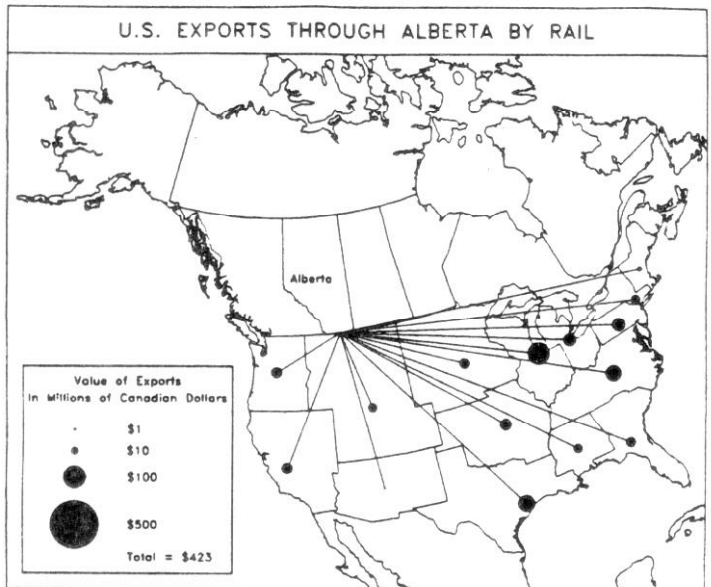 U.S. EXPORTS THROUGH ALBERTA BY RAIL
Alberta
Value of Exports
In Millions of Canadian Dollars
$1
$10
$100
$500
Total = $423